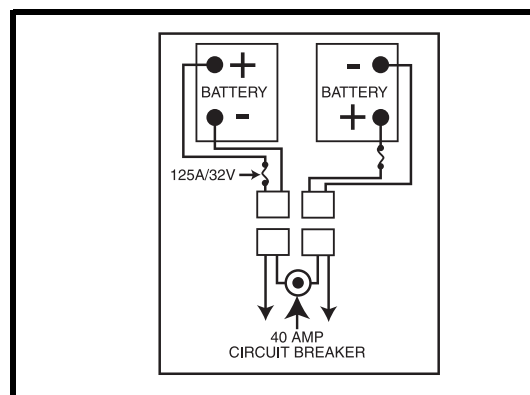 + -
BATTERY BATTERY
- +
125A/32V
40 AMP
CIRCUIT BREAKER